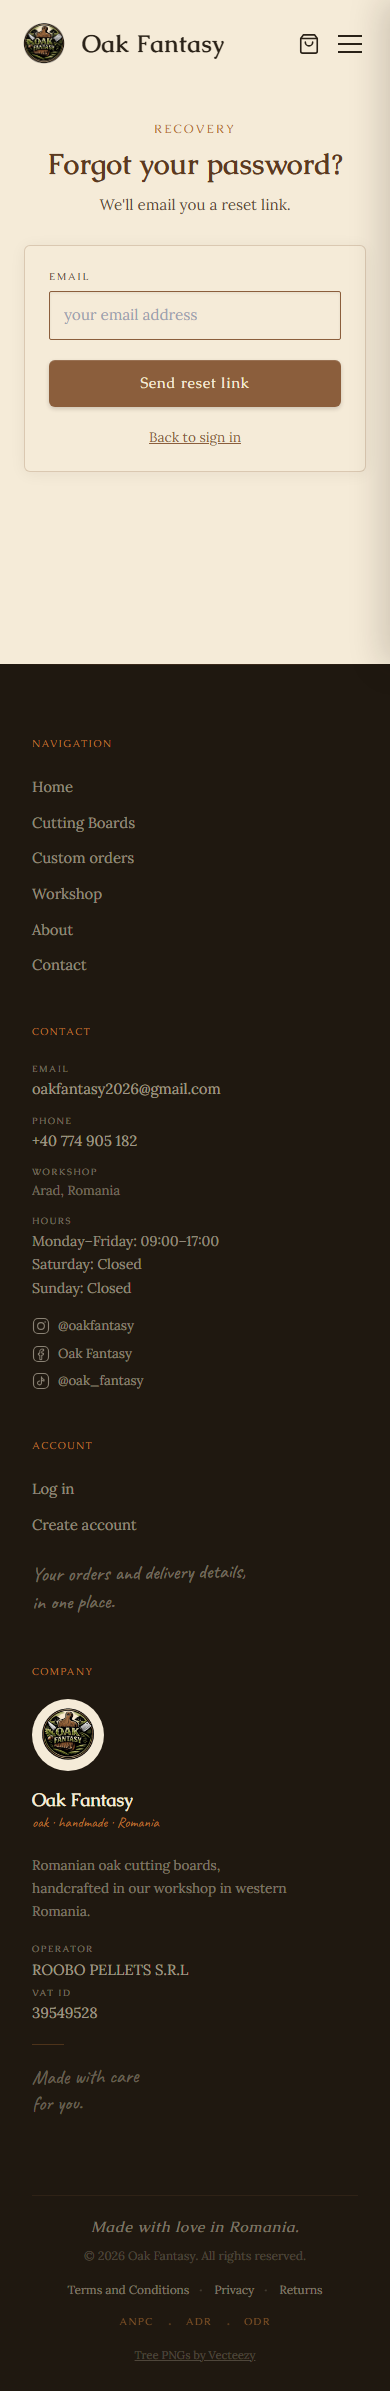 OAK
FANTASY
Oak Fantasy
RECOVERY
Forgot your password?
We'll email you a reset link.
EMAIL
your email address
Send reset link
Back to sign in
NAVIGATION
Home
Cutting Boards
Custom orders
Workshop
About
Contact
CONTACT
EMAIL
oakfantasy2026@gmail.com
PHONE
+40 774 905 182
WORKSHOP
Arad, Romania
HOURS
Monday–Friday: 09:00–17:00
Saturday: Closed
Sunday: Closed
@oakfantasy
Oak Fantasy
@oak_fantasy
ACCOUNT
Log in
Create account
Your orders and delivery details,
in one place.
COMPANY
OAK
FANTASY
Oak Fantasy
oak · handmade · Romania
Romanian oak cutting boards,
handcrafted in our workshop in western
Romania.
OPERATOR
ROOBO PELLETS S.R.L
VAT ID
39549528
Made with care
for you.
Made with love in Romania.
© 2026 Oak Fantasy. All rights reserved.
Terms and Conditions · Privacy · Returns
ANPC · ADR · ODR
Tree PNGs by Vecteezy